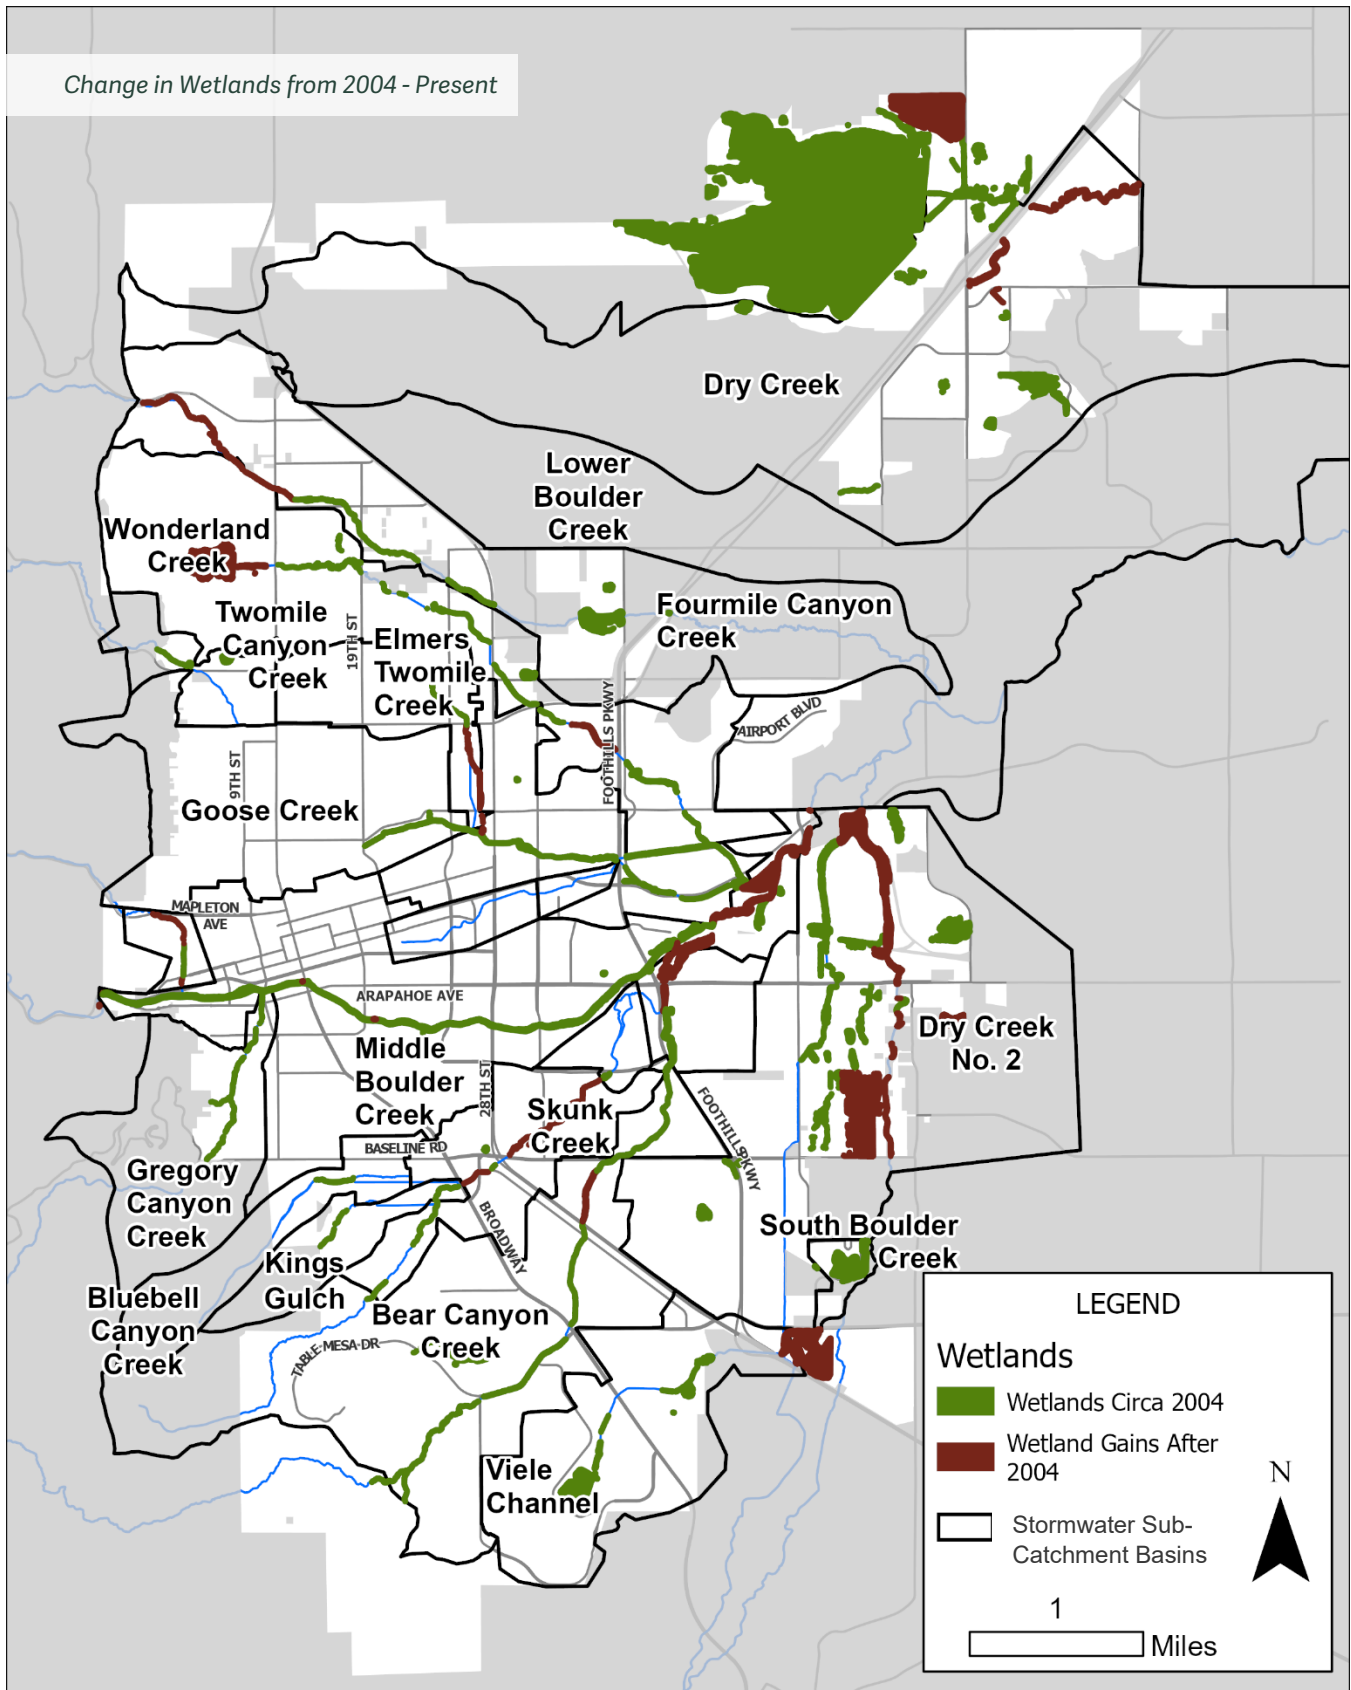 Change in Wetlands from 2004 - Present
Dry Creek
Lower
Boulder
Creek
Wonderland
Creek
Twomile
Canyon
Creek
19TH ST
Elmers
Twomile
Creek
Fourmile Canyon
Creek
FOOTHILLS PKWY
AIRPORT BLVD
9TH ST
Goose Creek
MAPLETON
AVE
ARAPAHOE AVE
Middle
Boulder
Creek
28TH ST
Skunk
Creek
FOOTHILLS PKWY
Dry Creek
No. 2
BASELINE RD
Gregory
Canyon
Creek
BROADWAY
South Boulder
Creek
Kings
Gulch
Bluebell
Canyon
Creek
Bear Canyon
Creek
TABLE MESA DR
Viele
Channel
LEGEND
Wetlands
Wetlands Circa 2004
Wetland Gains After
2004
Stormwater Sub-
Catchment Basins
N
1
Miles